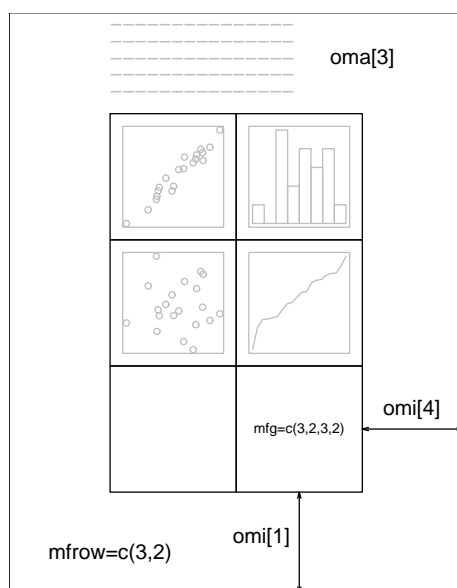 oma[3]
mfg=c(3,2,3,2)
omi[4]
omi[1]
mfrow=c(3,2)